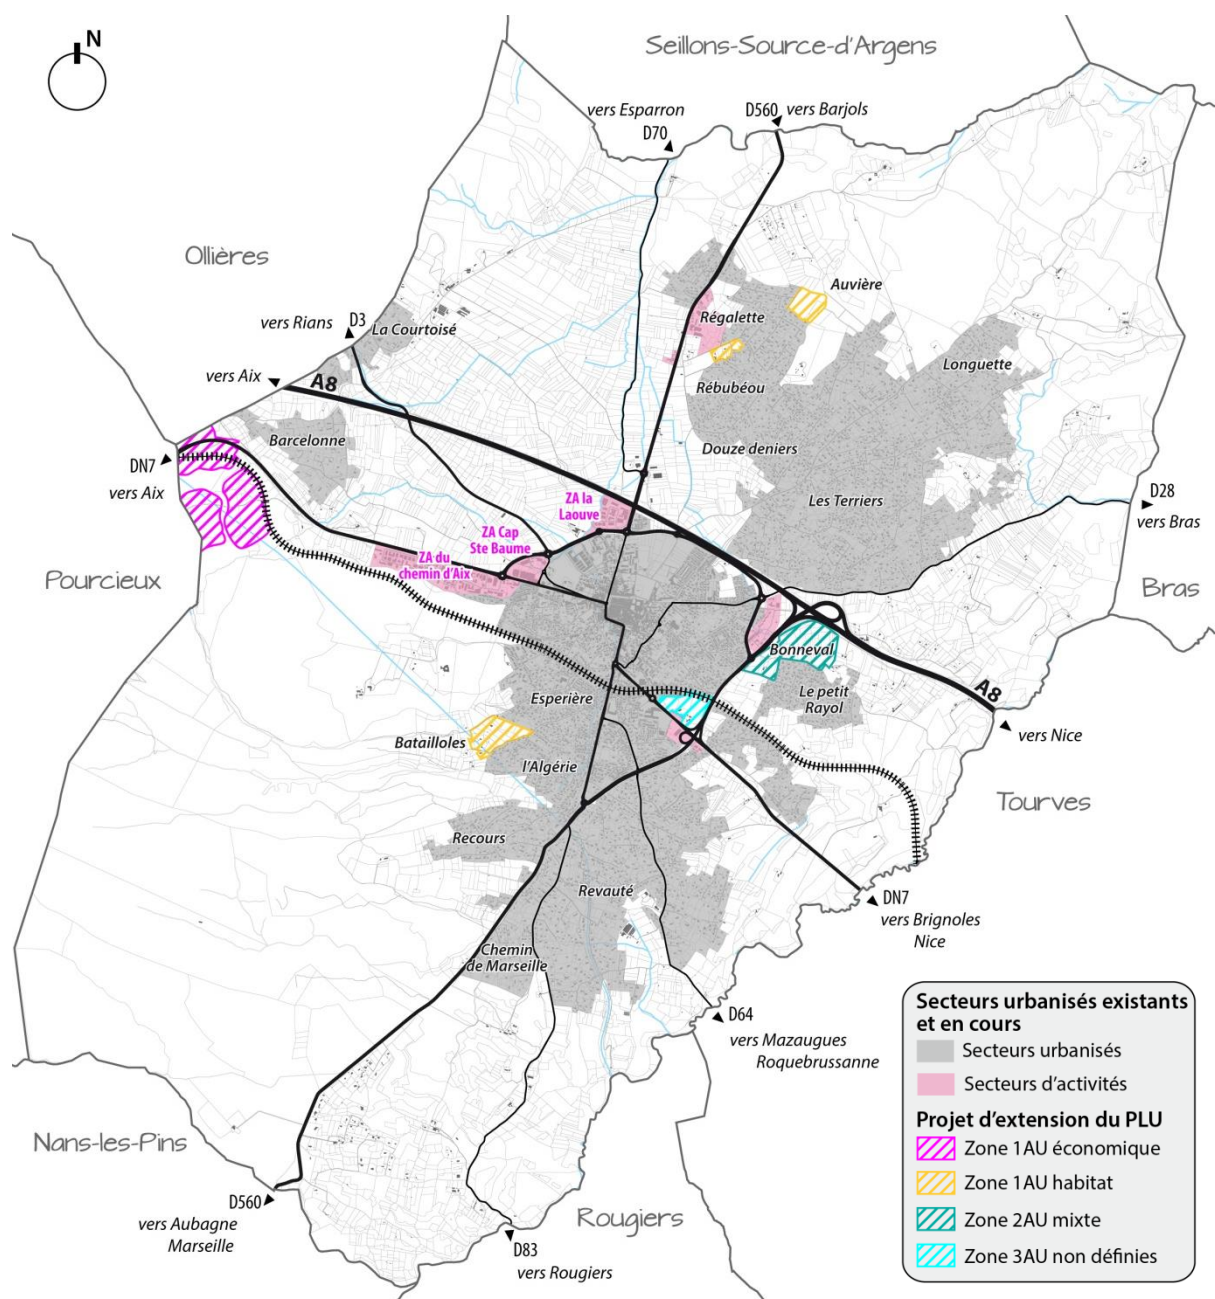 N
Seillons-Source-d'Argens
vers Esparron
D70
D560
vers Barjols
Ollières
Auvière
Régalette
vers Rians
D3
La Courtoisé
Longuette
vers Aix
A8
Rébubéou
Barcelonne
Douze deniers
DN7
vers Aix
Les Terriers
D28
vers Bras
ZA la
Laouve
ZA Cap
Ste Baume
ZA du
chemin d'Aix
Pourcieux
Bras
Bonneval
A8
Le petit
Rayol
Esperière
vers Nice
Batailloles
l'Algérie
Tourves
Recours
Revauté
DN7
vers Brignoles
Nice
Chemin
de Marseille
D64
vers Mazaugues
Roquebrussanne
Nans-les-Pins
D560
vers Aubagne
Marseille
Rougiers
D83
vers Rougiers
Secteurs urbanisés existants
et en cours
Secteurs urbanisés
Secteurs d'activités
Projet d'extension du PLU
Zone 1AU économique
Zone 1AU habitat
Zone 2AU mixte
Zone 3AU non définies